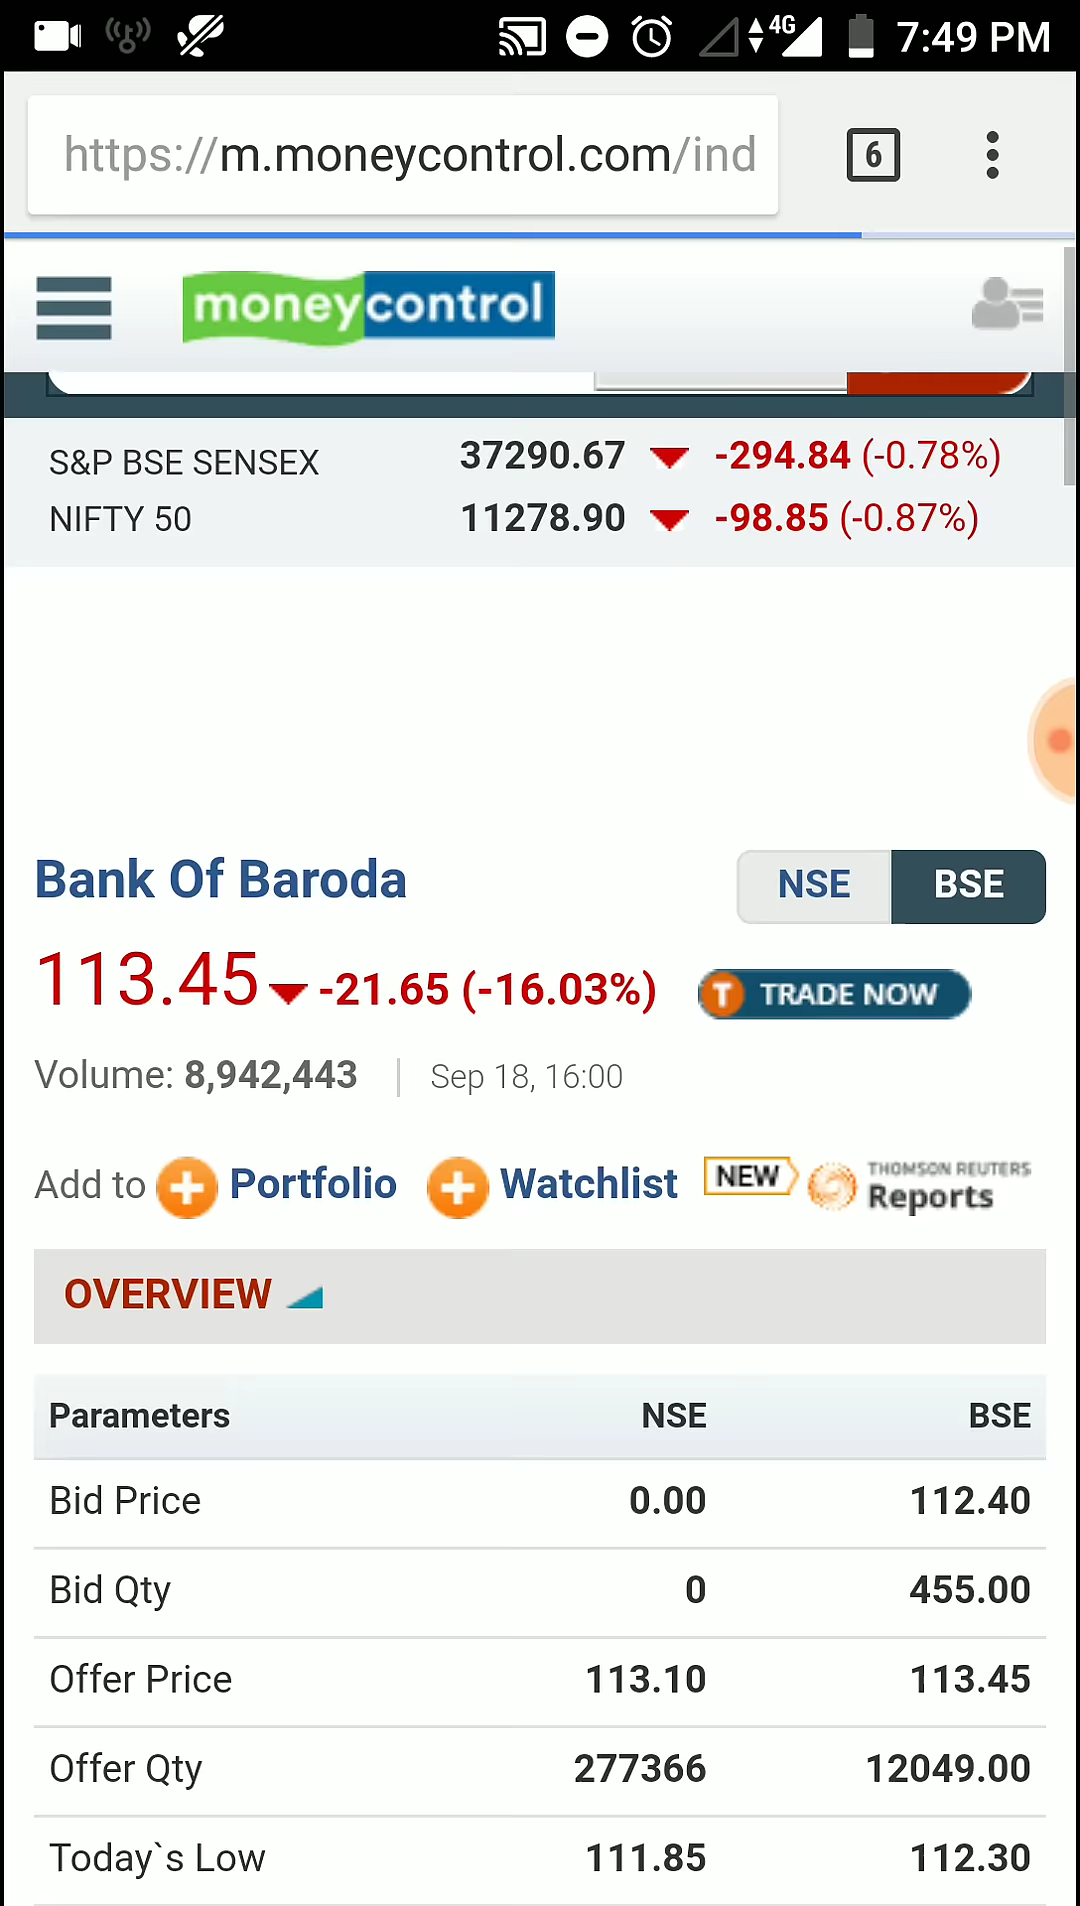 4G 7:49 PM
https://m.moneycontrol.com/ind 6
moneycontrol
S&P BSE SENSEX 37290.67 -294.84 (-0.78%)
NIFTY 50 11278.90 -98.85 (-0.87%)
Bank Of Baroda NSE BSE
113.45 -21.65 (-16.03%) T TRADE NOW
Volume: 8,942,443 | Sep 18, 16:00
Add to Portfolio Watchlist NEW THOMSON REUTERS
Reports
OVERVIEW
Parameters NSE BSE
Bid Price 0.00 112.40
Bid Qty 0 455.00
Offer Price 113.10 113.45
Offer Qty 277366 12049.00
Today`s Low 111.85 112.30